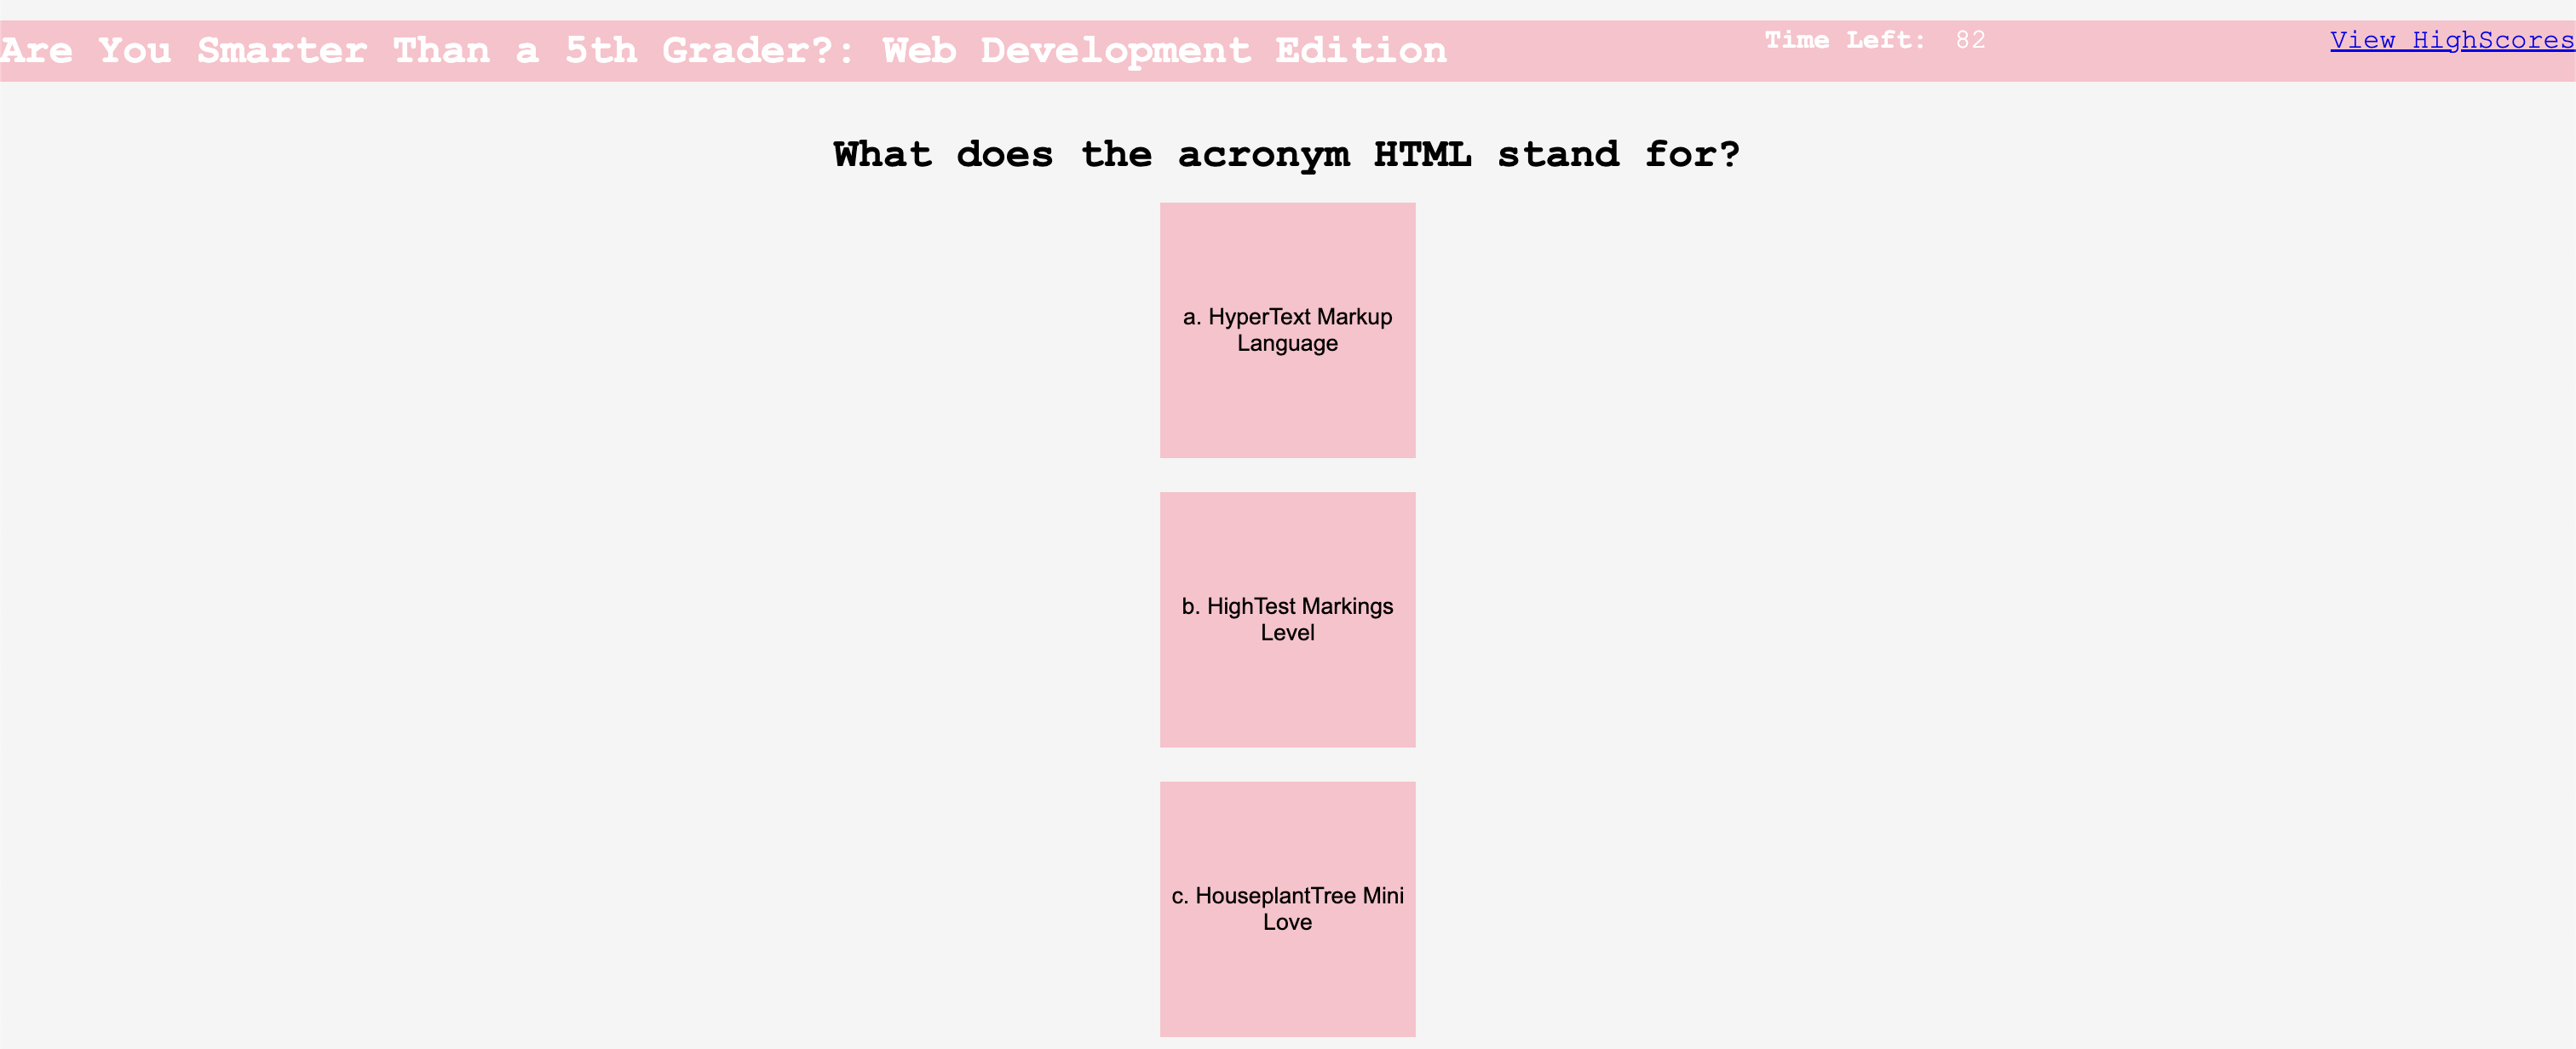 Are You Smarter Than a 5th Grader?: Web Development Edition
Time Left: 82
View HighScores
What does the acronym HTML stand for?
a. HyperText Markup
Language
b. HighTest Markings
Level
c. HouseplantTree Mini
Love